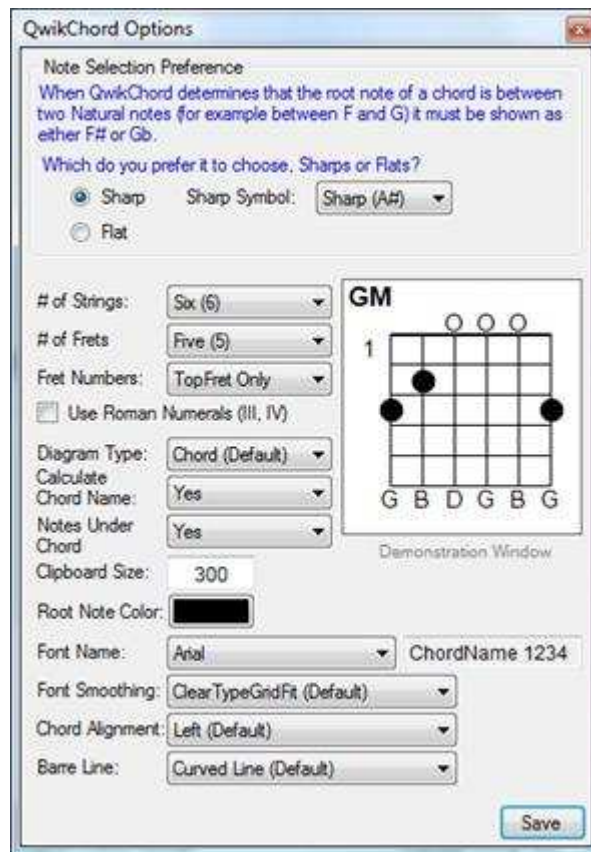 QwikChord Options
Note Selection Preference
When QwikChord determines that the root note of a chord is between
two Natural notes (for example between F and G) it must be shown as
either F# or Gb.
Which do you prefer it to choose, Sharps or Flats?
Sharp Sharp Symbol: Sharp (A#)
Flat
# of Strings: Six (6)
# of Frets Five (5)
Fret Numbers: TopFret Only
Use Roman Numerals (III, IV)
Diagram Type: Chord (Default)
Calculate
Chord Name: Yes
Notes Under
Chord Yes
Clipboard Size: 300
Root Note Color:
GM
O O O
1
G B D G B G
Demonstration Window
Font Name: Arial ChordName 1234
Font Smoothing: ClearTypeGridFit (Default)
Chord Alignment: Left (Default)
Barre Line: Curved Line (Default)
Save